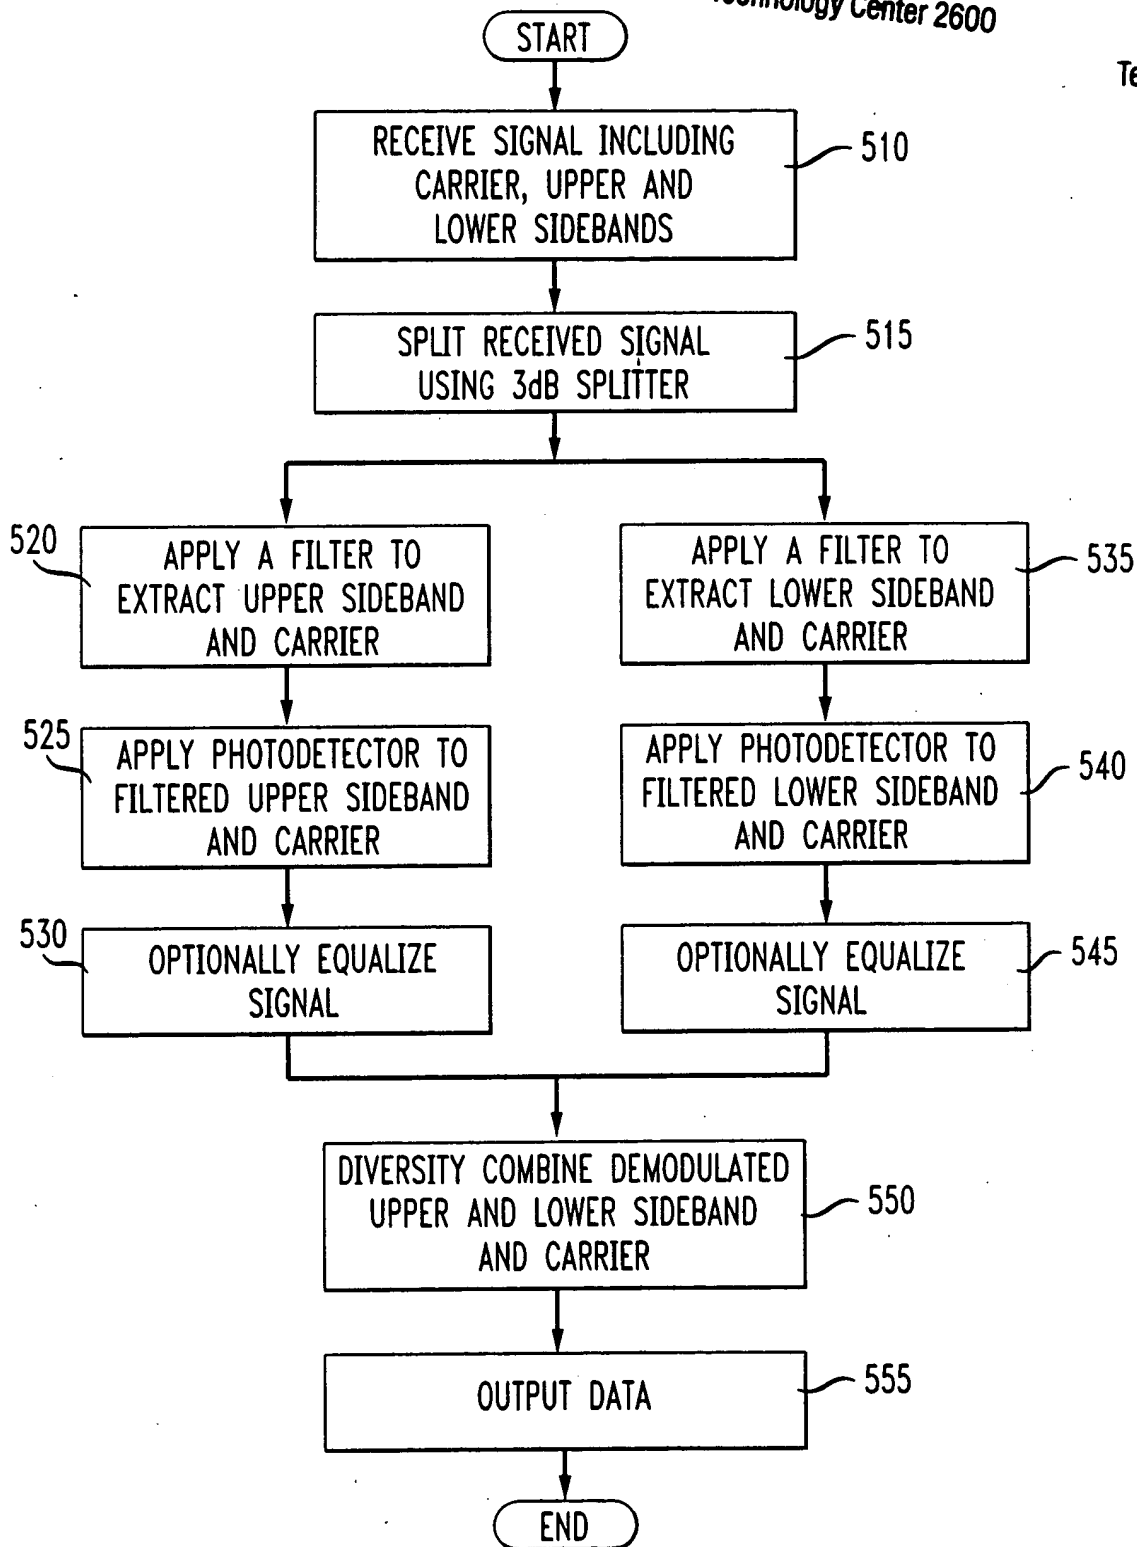 Technology Center 2600
Te
START
RECEIVE SIGNAL INCLUDING
CARRIER, UPPER AND
LOWER SIDEBANDS
510
SPLIT RECEIVED SIGNAL
USING 3dB SPLITTER
515
520
APPLY A FILTER TO
EXTRACT UPPER SIDEBAND
AND CARRIER
APPLY A FILTER TO
EXTRACT LOWER SIDEBAND
AND CARRIER
535
525
APPLY PHOTODETECTOR TO
FILTERED UPPER SIDEBAND
AND CARRIER
APPLY PHOTODETECTOR TO
FILTERED LOWER SIDEBAND
AND CARRIER
540
530
OPTIONALLY EQUALIZE
SIGNAL
OPTIONALLY EQUALIZE
SIGNAL
545
DIVERSITY COMBINE DEMODULATED
UPPER AND LOWER SIDEBAND
AND CARRIER
550
OUTPUT DATA
555
END